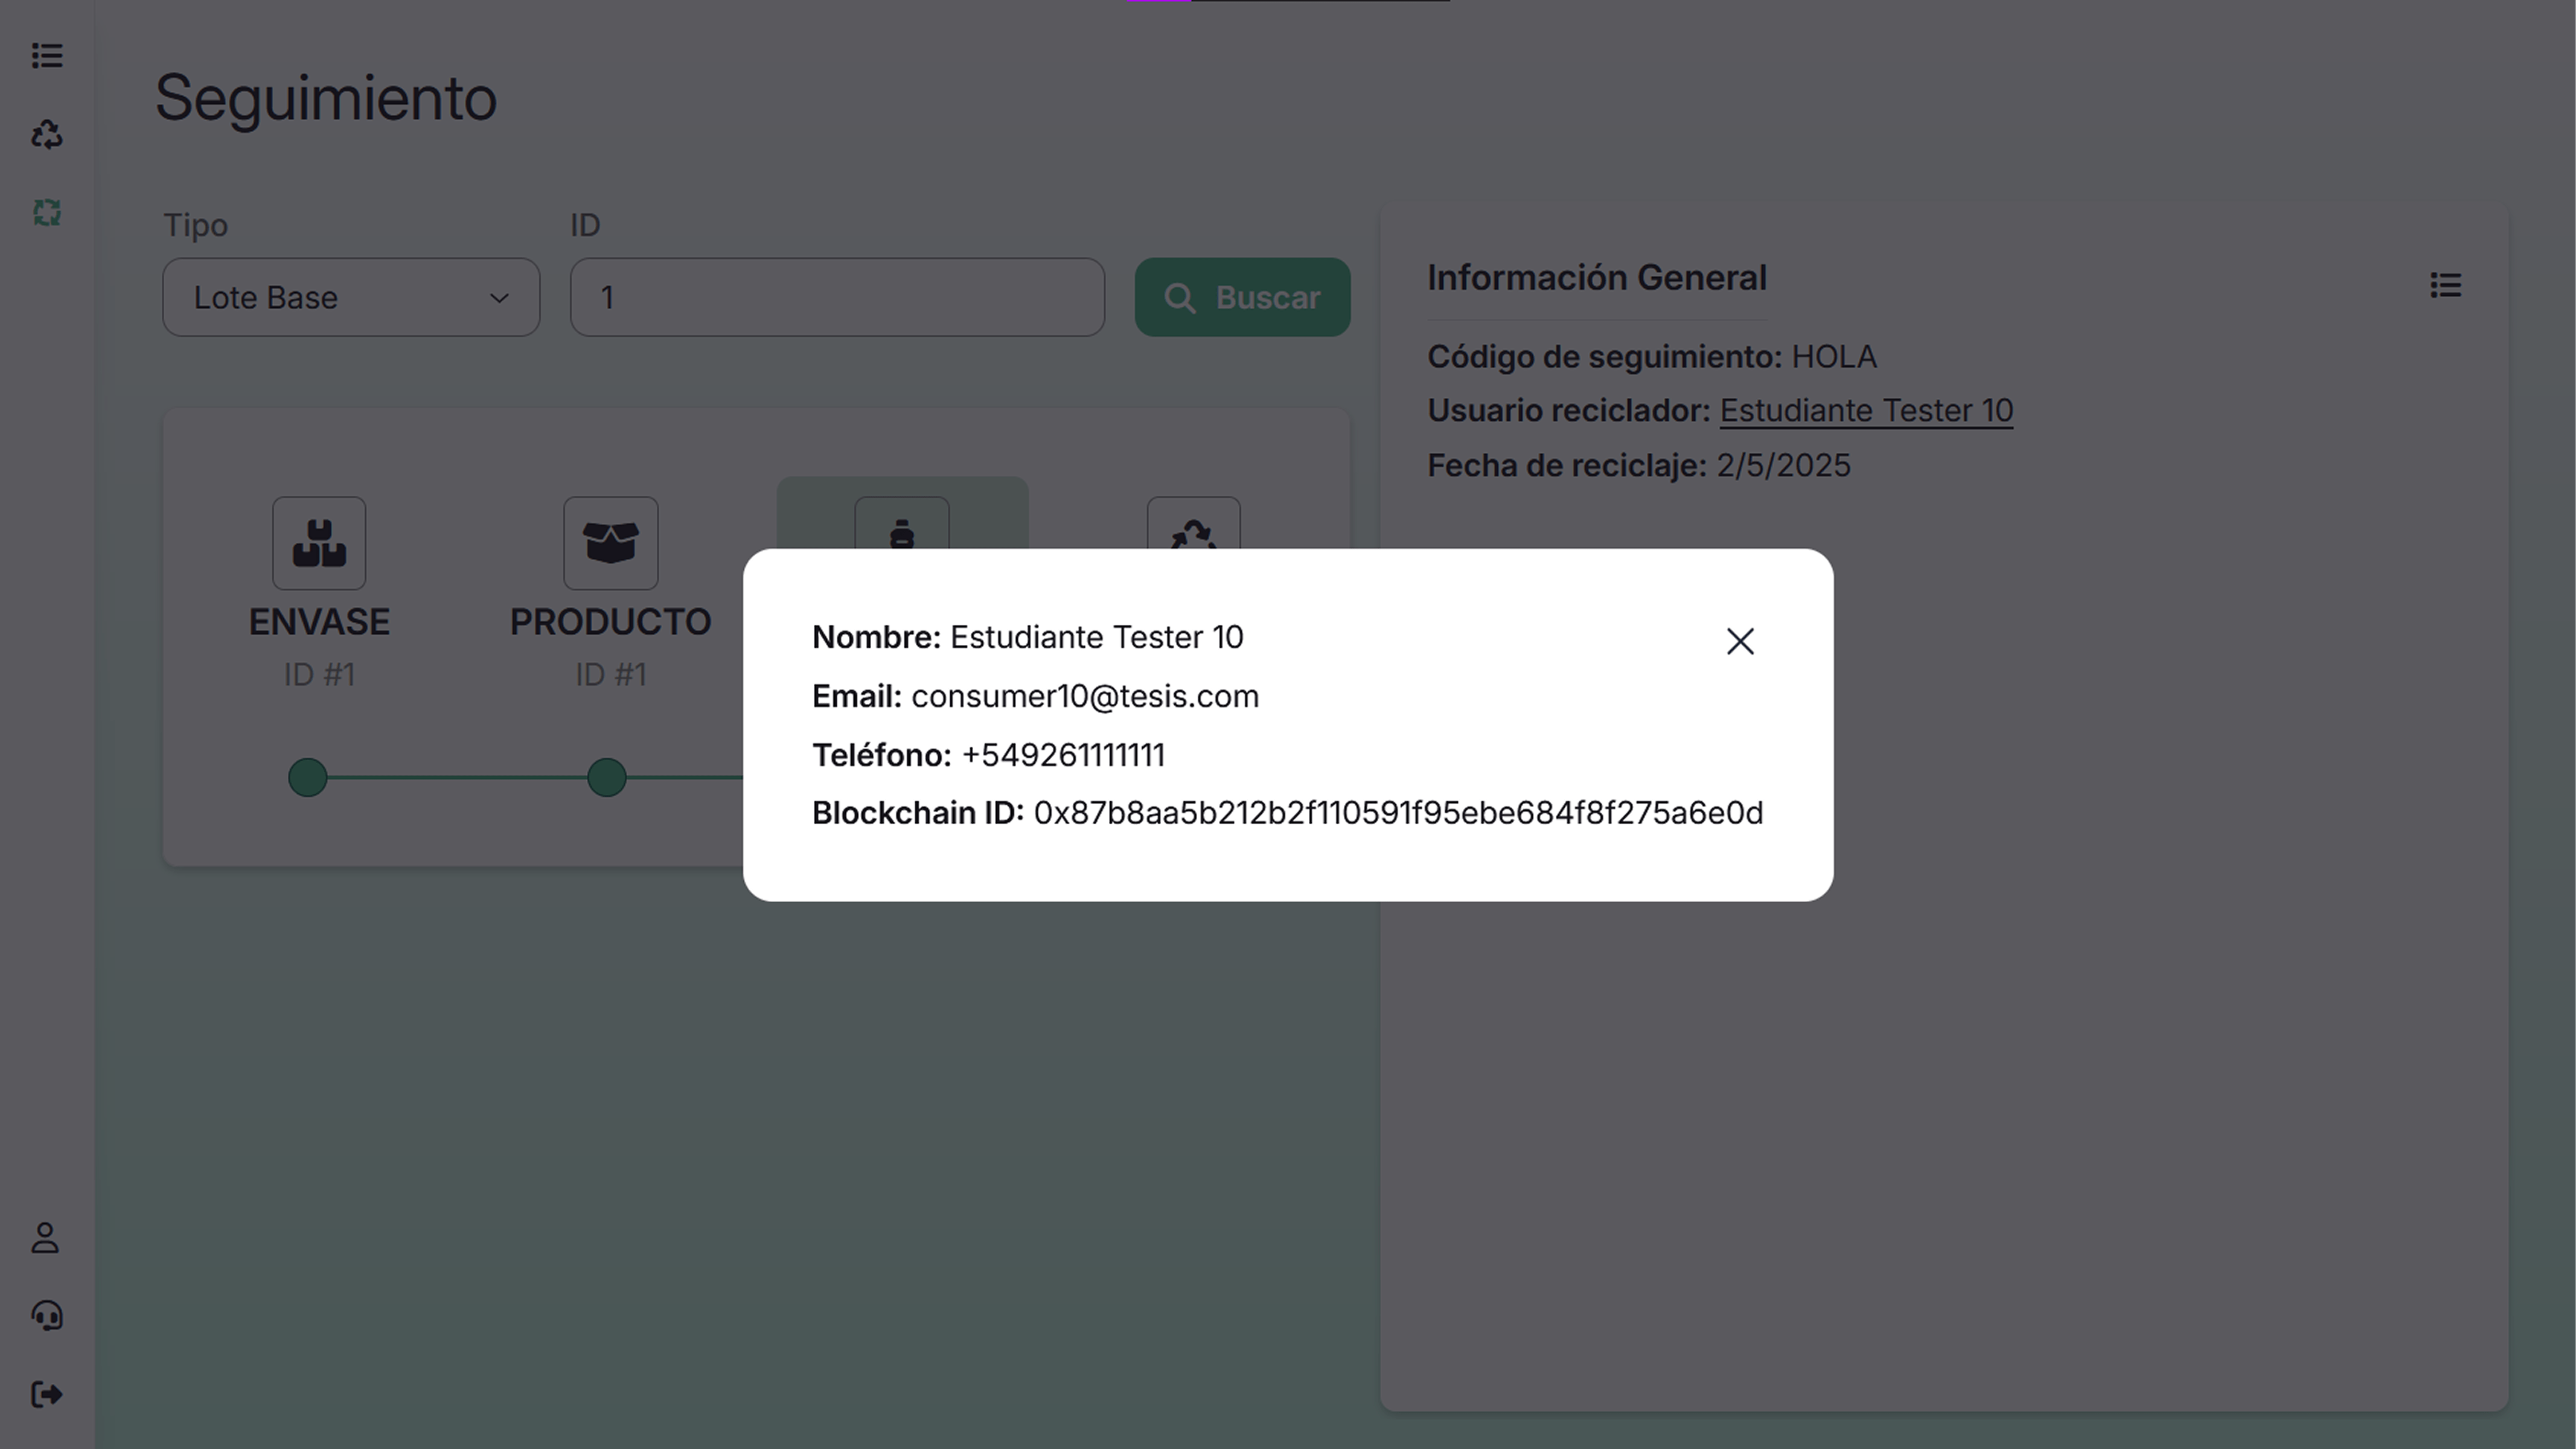 Seguimiento
Tipo
ID
Lote Base
1
Buscar
ENVASE
ID #1
PRODUCTO
ID #1
Información General
Código de seguimiento: HOLA
Usuario reciclador: Estudiante Tester 10
Fecha de reciclaje: 2/5/2025
Nombre: Estudiante Tester 10
Email: consumer10@tesis.com
Teléfono: +549261111111
Blockchain ID: 0x87b8aa5b212b2f110591f95ebe684f8f275a6e0d